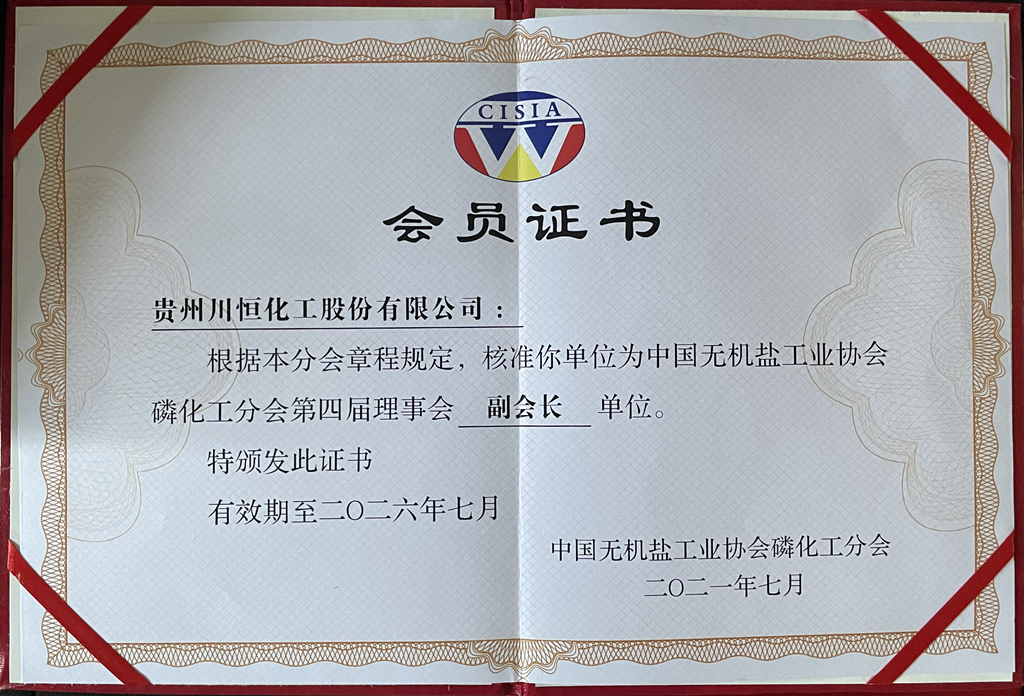 CISIA
会员证书
贵州川恒化工股份有限公司：
根据本分会章程规定，核准你单位为中国无机盐工业协会
磷化工分会第四届理事会 副会长 单位。
特颁发此证书
有效期至二〇二六年七月
中国无机盐工业协会磷化工分会
二〇二一年七月